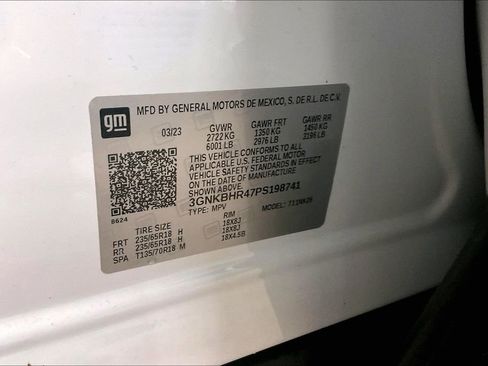 gm
MFD BY GENERAL MOTORS DE MEXICO, S. DE R.L. DE C.V.
03/23 GVWR GAWR FRT GAWR RR
2722 KG 1350 KG 1450 KG
6001 LB 2976 LB 3196 LB
THIS VEHICLE CONFORMS TO ALL
APPLICABLE U.S. FEDERAL MOTOR
VEHICLE SAFETY STANDARDS IN EFFECT ON
THE DATE OF MANUFACTURE
SHOWN ABOVE.
3GNKBHR47PS198741
8624 TYPE: MPV MODEL:
TIRE SIZE RIM
FRT 235/65R18 H 18X8J
RR 235/65R18 H 18X8J
SPA T135/70R18 M 18X4.5B